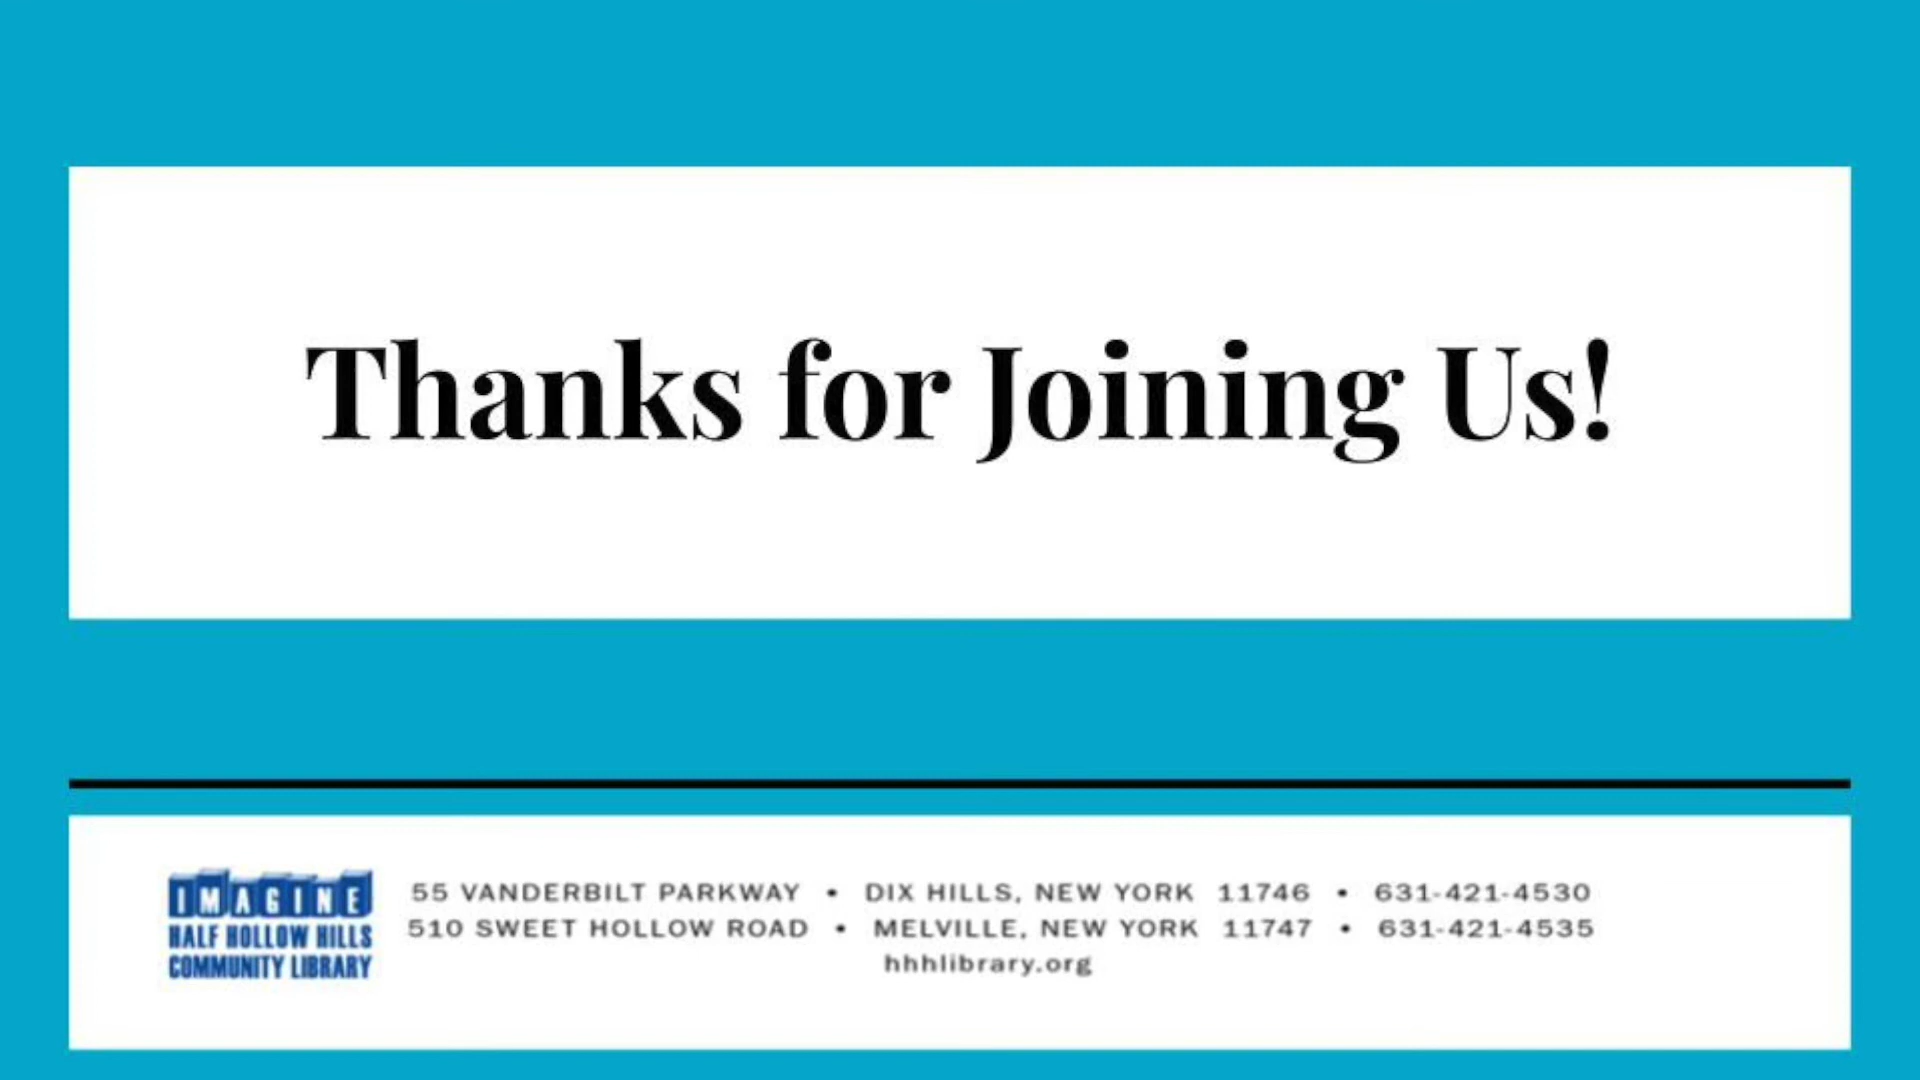 Thanks for Joining Us!
IMAGINE
HALF HOLLOW HILLS
COMMUNITY LIBRARY
55 VANDERBILT PARKWAY • DIX HILLS, NEW YORK 11746 • 631-421-4530
510 SWEET HOLLOW ROAD • MELVILLE, NEW YORK 11747 • 631-421-4535
hhhlibrary.org